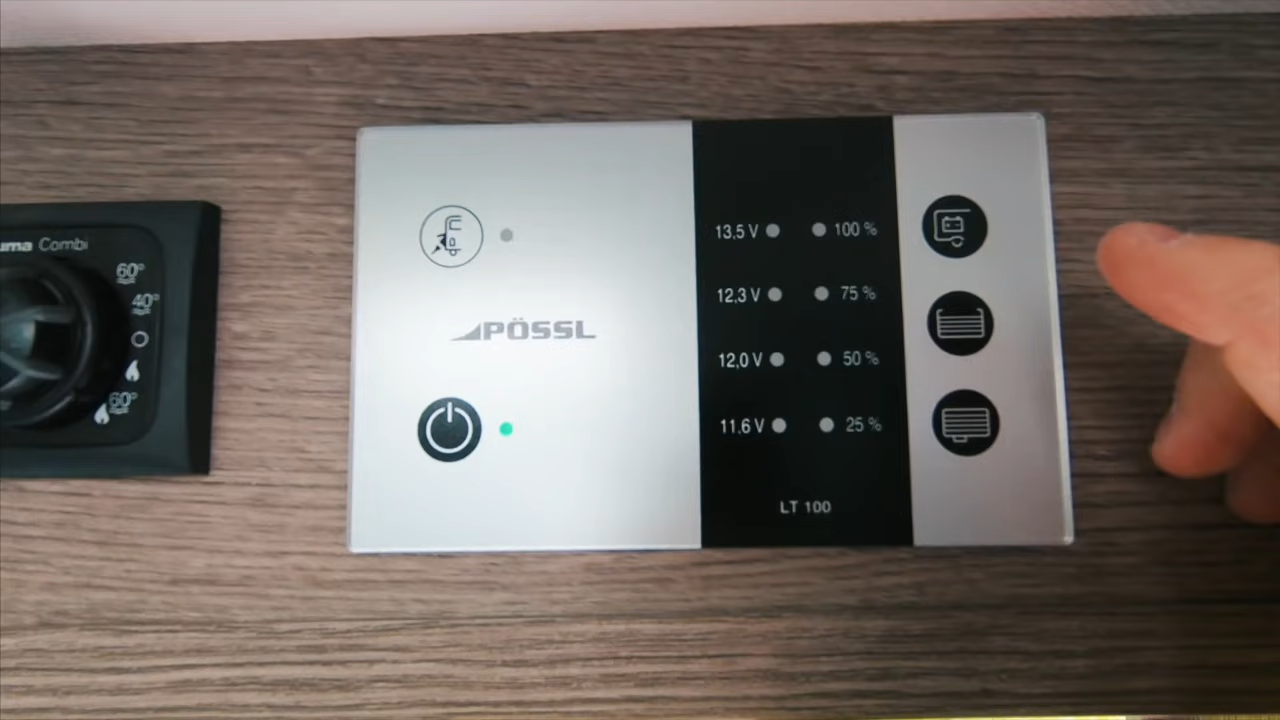 Combi
60°
40°
60°
PÖSSL
13,5 V 100 %
12,3 V 75 %
12,0 V 50 %
11,6 V 25 %
LT 100